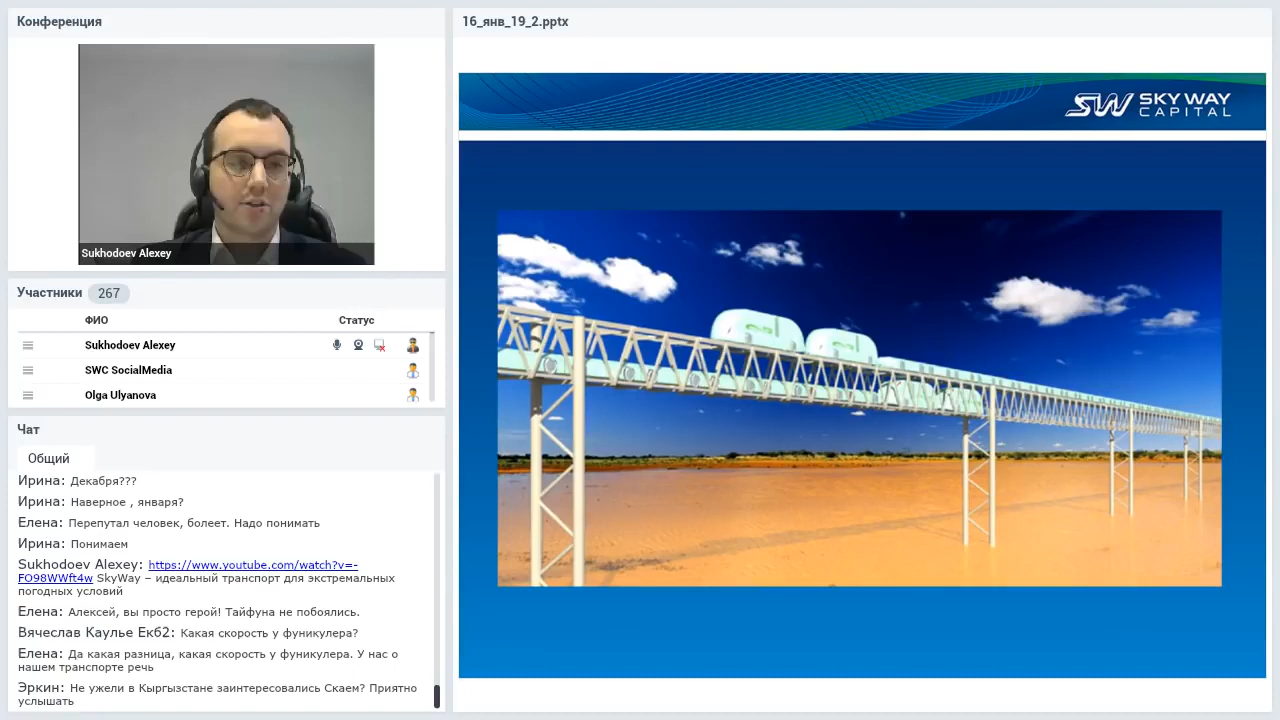 Конференция
Sukhodoev Alexey
Участники 267
ФИО Статус
Sukhodoev Alexey
SWC SocialMedia
Olga Ulyanova
Чат
Общий
Ирина: Декабря???
Ирина: Наверное , января?
Елена: Перепутал человек, болеет. Надо понимать
Ирина: Понимаем
Sukhodoev Alexey: https://www.youtube.com/watch?v=-
FO98WWft4w SkyWay – идеальный транспорт для экстремальных
погодных условий
Елена: Алексей, вы просто герой! Тайфуна не побоялись.
Вячеслав Каулье Екб2: Какая скорость у фуникулера?
Елена: Да какая разница, какая скорость у фуникулера. У нас о
нашем транспорте речь
Эркин: Не ужели в Кыргызстане заинтересовались Скаем? Приятно
услышать
16_янв_19_2.pptx
SW SKY WAY
CAPITAL